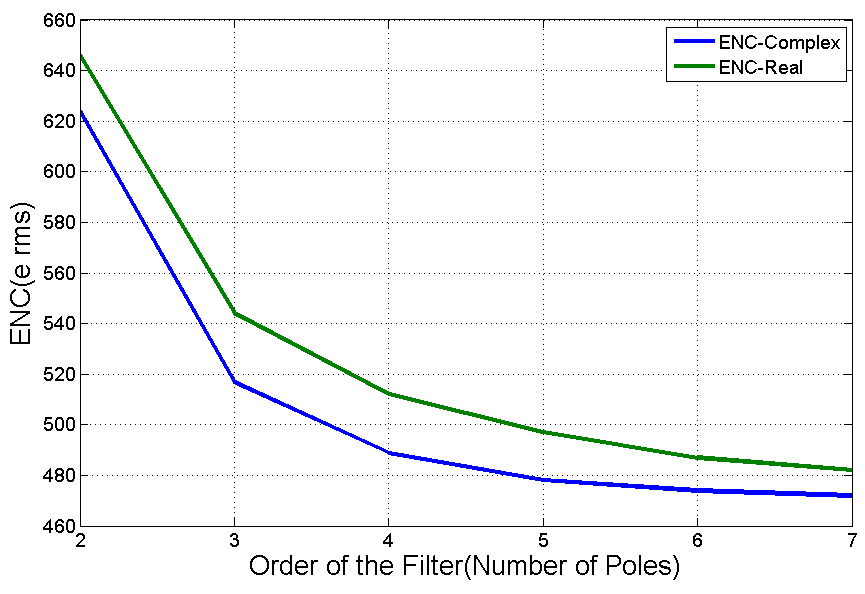 660
640
620
600
580
560
540
520
500
480
460
2 3 4 5 6 7
ENC(e rms)
Order of the Filter(Number of Poles)
ENC-Complex
ENC-Real